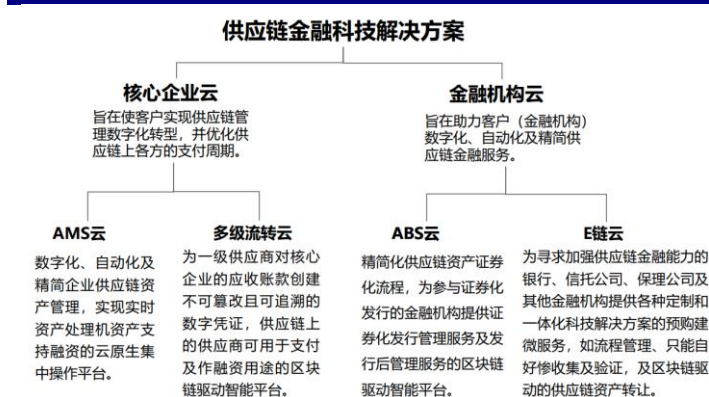 供应链金融科技解决方案
核心企业云
旨在使客户实现供应链管
理数字化转型，并优化供
应链上各方的支付周期。
金融机构云
旨在助力客户（金融机构）
数字化、自动化及精简供
应链金融服务。
AMS云
数字化、自动化及
精简企业供应链资
产管理，实现实时
资产处理机资产支
持融资的云原生集
中操作平台。
多级流转云
为一级供应商对核心
企业的应收账款创建
不可篡改且可追溯的
数字凭证，供应链上
的供应商可用于支付
及作融资用途的区块
链驱动智能平台。
ABS云
精简化供应链资产证券
化流程，为参与证券化
发行的金融机构提供证
券化发行管理服务及发
行后管理服务的区块链
驱动智能平台。
E链云
为寻求加强供应链金融能力的
银行、信托公司、保理公司及
其他金融机构提供各种定制和
一体化科技解决方案的预购建
微服务，如流程管理、只能自
好惨收集及验证，及区块链驱
动的供应链资产转让。